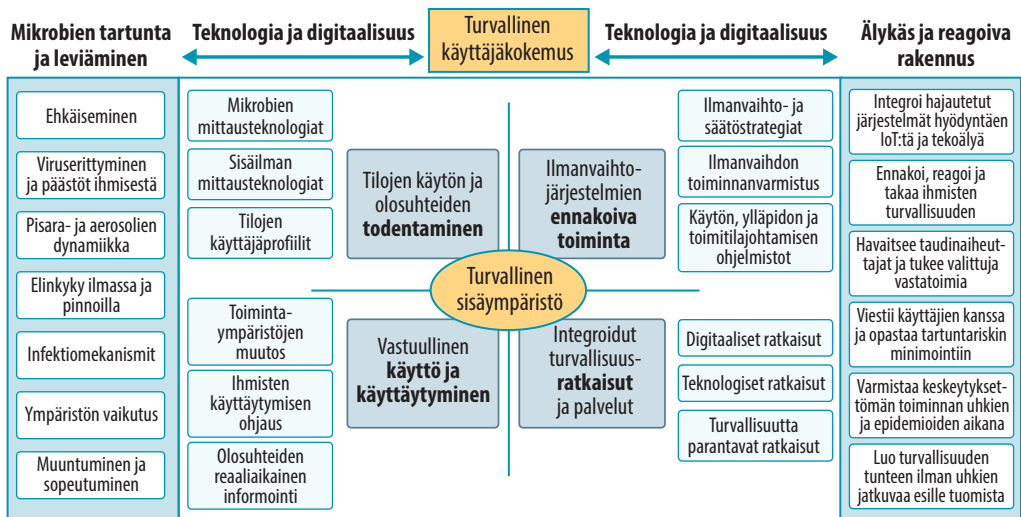 Mikrobien tartunta
ja leviäminen
Teknologia ja digitaalisuus
Turvallinen
käyttäjäkokemus
Teknologia ja digitaalisuus
Älykäs ja reagoiva
rakennus
Ehkäiseminen
Viruserittyminen
ja päästöt ihmisestä
Pisara- ja aerosolien
dynamiikka
Elinkyky ilmassa ja
pinnoilla
Infektiomekanismit
Ympäristön vaikutus
Muuntuminen ja
sopeutuminen
Mikrobien
mittausteknologiat
Sisäilman
mittausteknologiat
Tilojen
käyttäjäprofiilit
Tilojen käytön ja
olosuhteiden
todentaminen
Ilmanvaihto-
järjestelmien
ennakoiva
toiminta
Ilmanvaihto- ja
säätöstrategiat
Ilmanvaihdon
toiminnanvarmistus
Käytön, ylläpidon ja
toimitilajohtamisen
ohjelmistot
Turvallinen
sisäympäristö
Toiminta-
ympäristöjen
muutos
Ihmisten
käyttäytymisen
ohjaus
Olosuhteiden
reaaliaikainen
informointi
Vastuullinen
käyttö ja
käyttäytyminen
Integroidut
turvallisuus-
ratkaisut
ja palvelut
Digitaaliset ratkaisut
Teknologiset ratkaisut
Turvallisuutta
parantavat ratkaisut
Integroi hajautetut
järjestelmät hyödyntäen
IoT:tä ja tekoälyä
Ennakoi, reagoi ja
takaa ihmisten
turvallisuuden
Havaitsee taudinaiheut-
tajat ja tukee valittuja
vastatoimia
Viestii käyttäjien kanssa
ja opastaa tartuntariskin
minimointiin
Varmistaa keskeytykset-
tömän toiminnan uhkien
ja epidemioiden aikana
Luo turvallisuuden
tunteen ilman uhkien
jatkuvaa esille tuomista